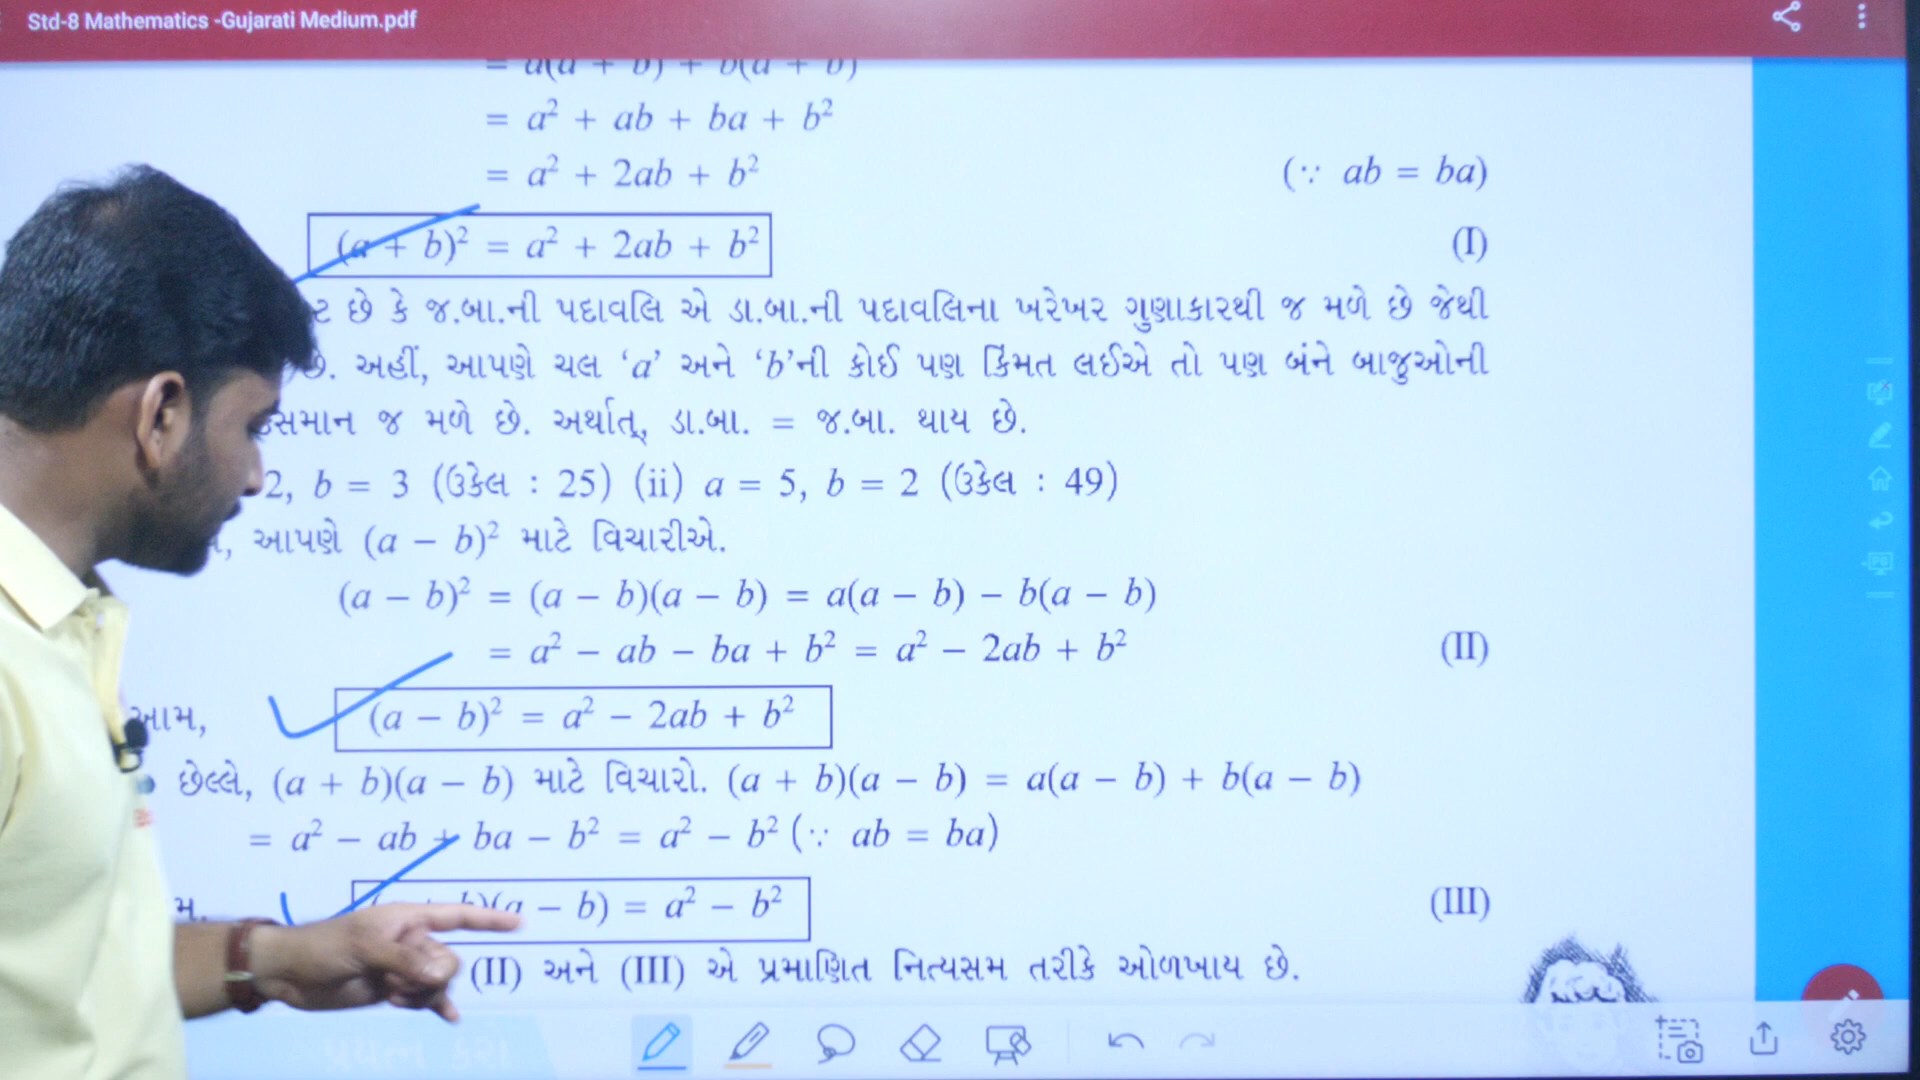 Std-8 Mathematics -Gujarati Medium.pdf
= a(a + b) + b(a + b)
= a² + ab + ba + b²
= a² + 2ab + b² (∵ ab = ba)
(a + b)² = a² + 2ab + b² (I)
છે કે જ.બા.ની પદાવલિ એ ડા.બા.ની પદાવલિના ખરેખર ગુણાકારથી જ મળે છે જેથી
છે. અહીં, આપણે ચલ ‘a’ અને ‘b’ની કોઈ પણ કિંમત લઈએ તો પણ બંને બાજુઓની
સમાન જ મળે છે. અર્થાત્, ડા.બા. = જ.બા. થાય છે.
2, b = 3 (ઉકેલ : 25) (ii) a = 5, b = 2 (ઉકેલ : 49)
આપણે (a − b)² માટે વિચારીએ.
(a − b)² = (a − b)(a − b) = a(a − b) − b(a − b)
= a² − ab − ba + b² = a² − 2ab + b² (II)
આમ, (a − b)² = a² − 2ab + b²
છેલ્લે, (a + b)(a − b) માટે વિચારો. (a + b)(a − b) = a(a − b) + b(a − b)
= a² − ab + ba − b² = a² − b² (∵ ab = ba)
− b) = a² − b² (III)
(II) અને (III) એ પ્રમાણિત નિત્યસમ તરીકે ઓળખાય છે.
પ્રયત્ન કરો